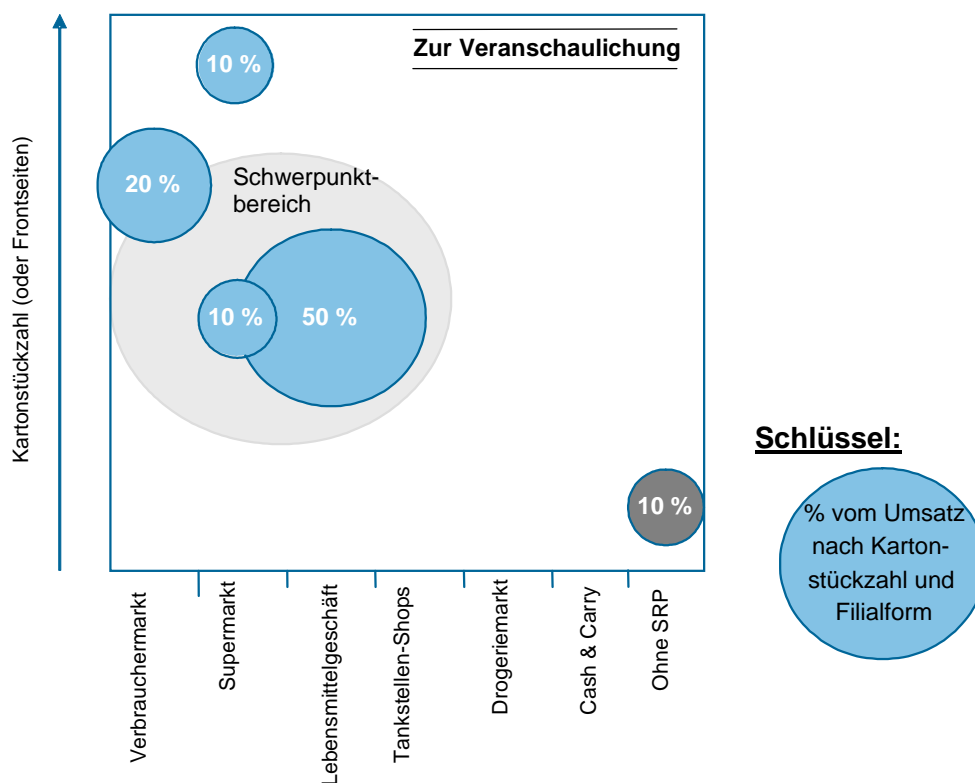 Zur Veranschaulichung
10 %
20 %
Schwerpunkt-
bereich
10 %
50 %
10 %
Kartonstückzahl (oder Frontseiten)
Verbrauchermarkt
Supermarkt
Lebensmittelgeschäft
Tankstellen-Shops
Drogeriemarkt
Cash & Carry
Ohne SRP
Schlüssel:
% vom Umsatz
nach Karton-
stückzahl und
Filialform